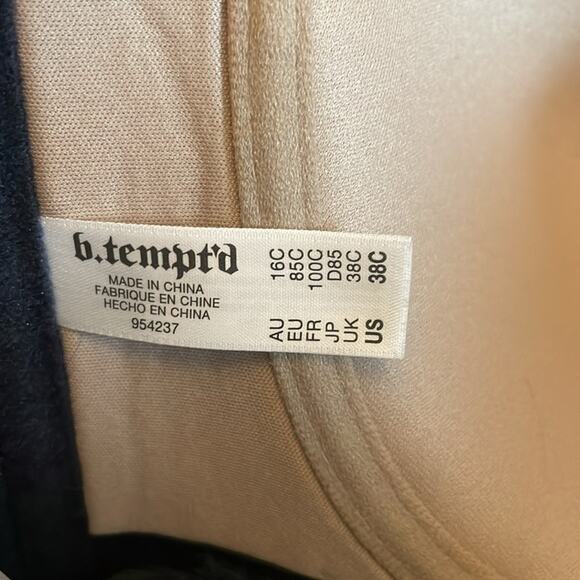 b.tempt'd
MADE IN CHINA
FABRIQUE EN CHINE
HECHO EN CHINA
954237
AU 16C
EU 85C
FR 100C
JP D85
UK 38C
US 38C